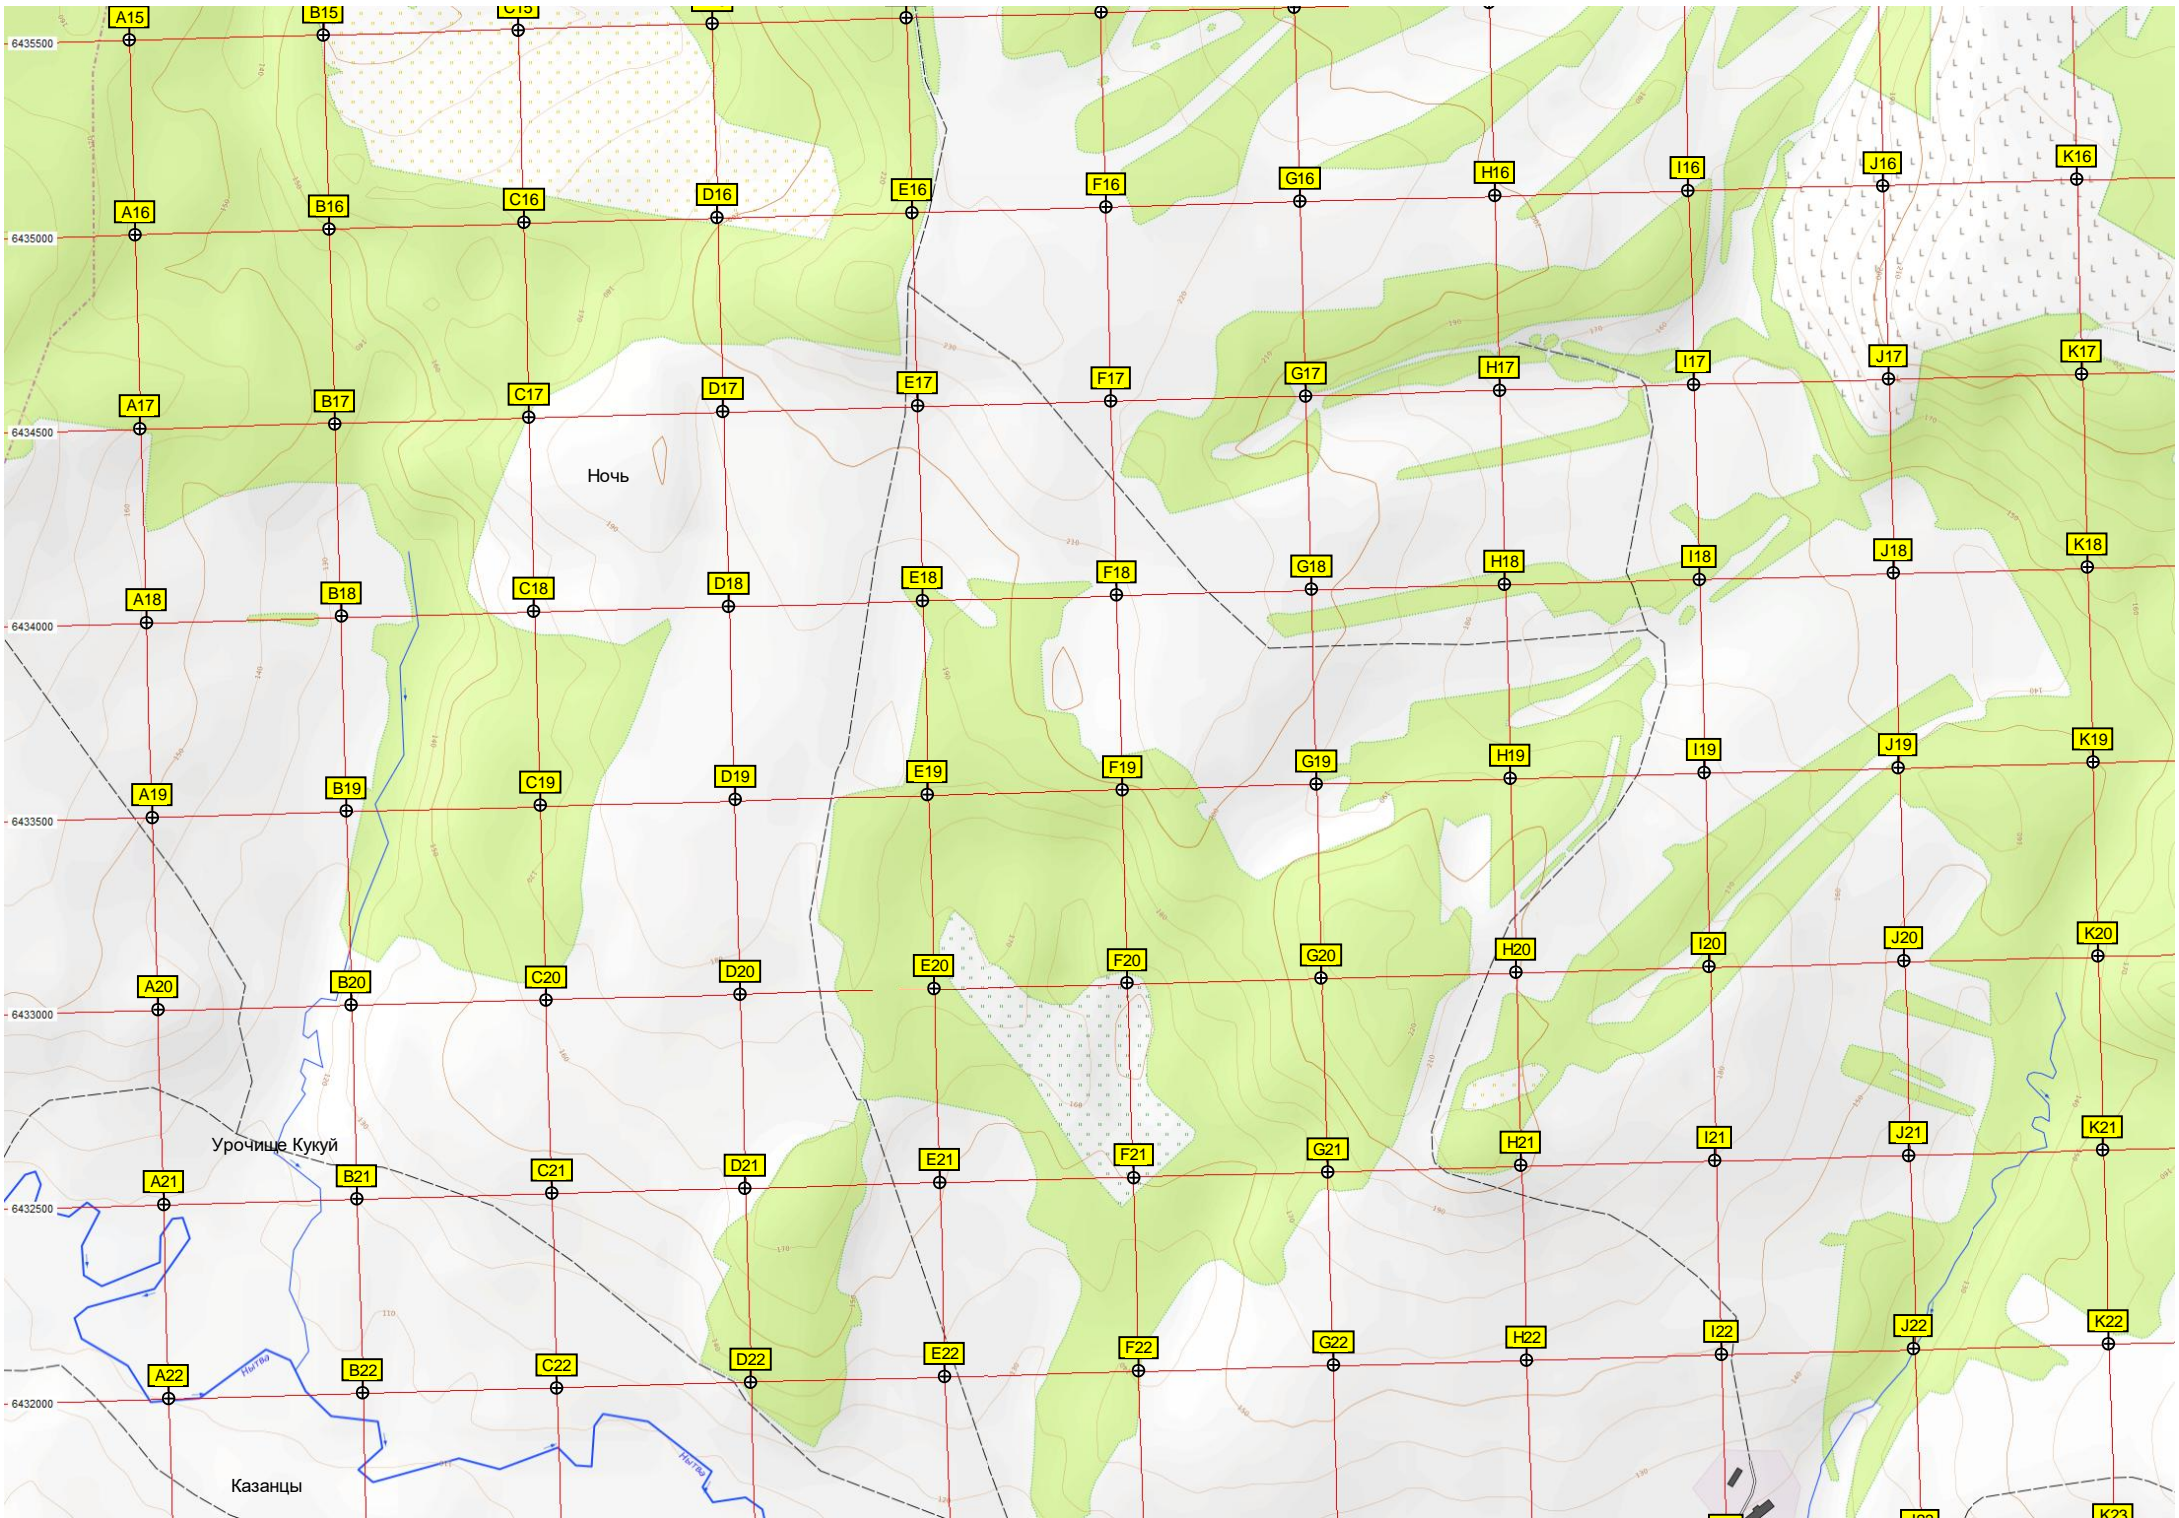 A15 B15 C15
6435500
A16 B16 C16 D16 E16 F16 G16 H16 I16 J16 K16
6435000
A17 B17 C17 D17 E17 F17 G17 H17 I17 J17 K17
6434500
Ночь
A18 B18 C18 D18 E18 F18 G18 H18 I18 J18 K18
6434000
A19 B19 C19 D19 E19 F19 G19 H19 I19 J19 K19
6433500
A20 B20 C20 D20 E20 F20 G20 H20 I20 J20 K20
6433000
Урочище Кукуй
A21 B21 C21 D21 E21 F21 G21 H21 I21 J21 K21
6432500
A22 B22 C22 D22 E22 F22 G22 H22 I22 J22 K22
Нытва
6432000
Нытва
Казанцы
K23